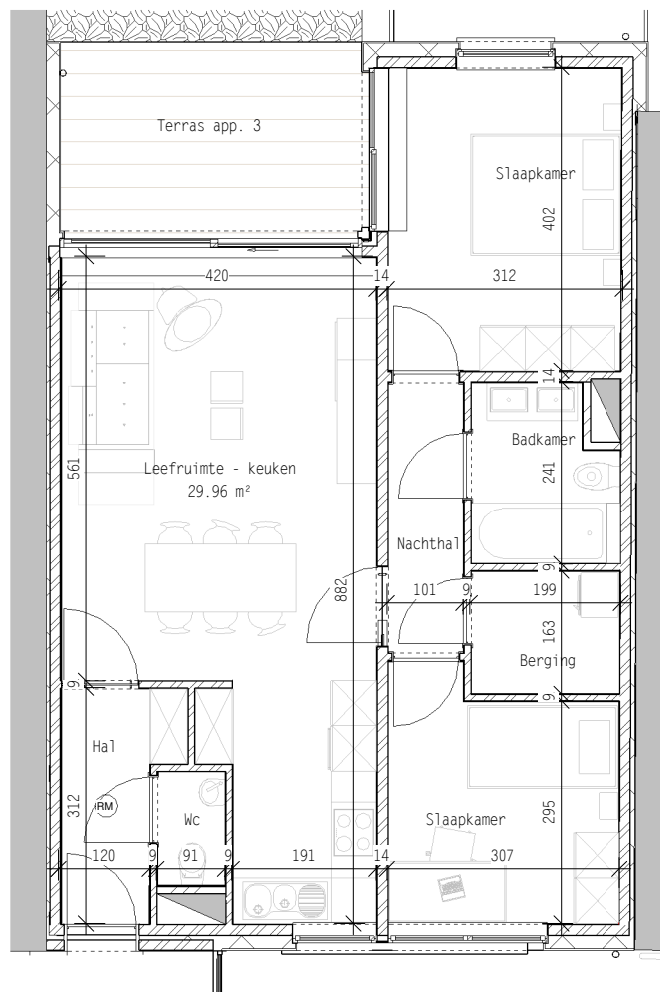 Terras app. 3
Slaapkamer
402
420
14
312
14
Badkamer
561
Leefruimte - keuken
29.96 m²
241
Nachthal
9
882
101
9
199
163
Berging
9
9
Hal
312
RM
Wc
Slaapkamer
295
120
9
91
9
191
14
307